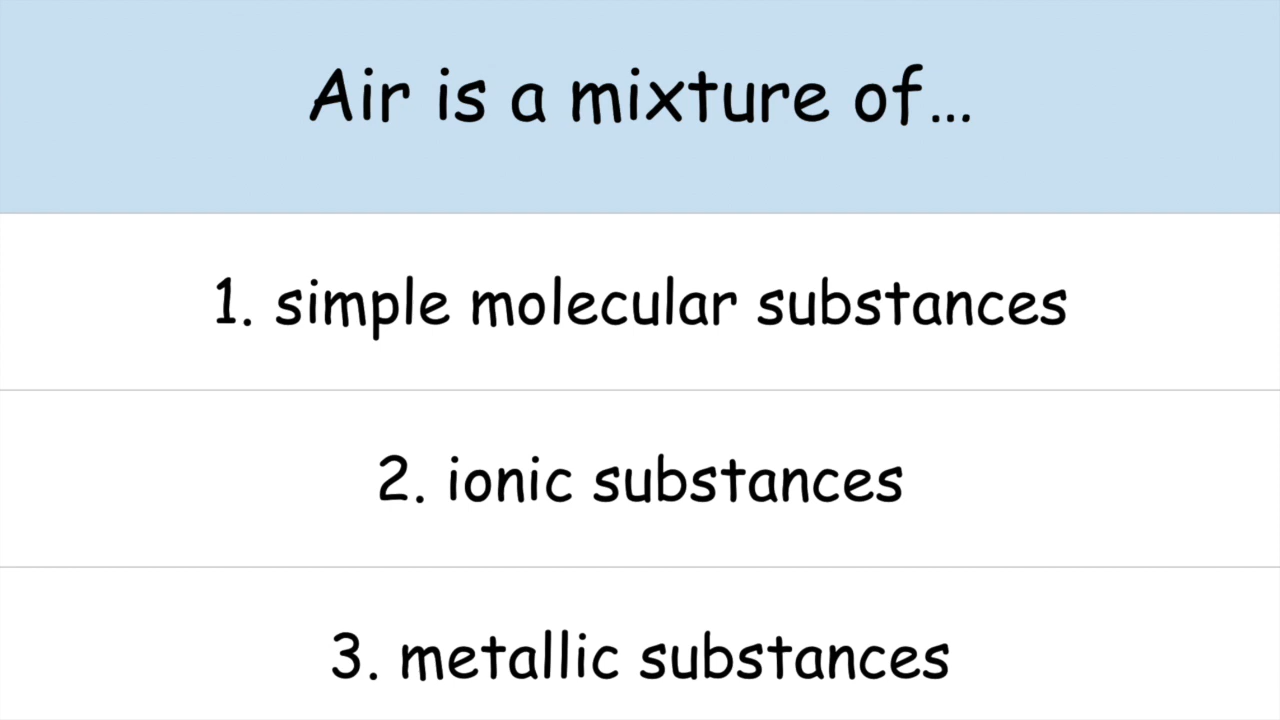 Air is a mixture of...
1. simple molecular substances
2. ionic substances
3. metallic substances